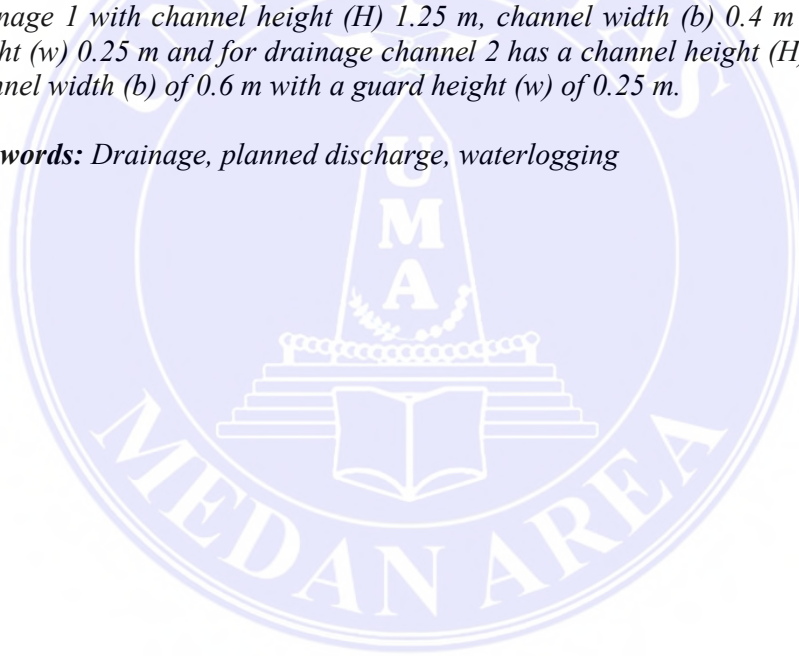 nage 1 with channel height (H) 1.25 m, channel width (b) 0.4 m
ht (w) 0.25 m and for drainage channel 2 has a channel height (H)
nnel width (b) of 0.6 m with a guard height (w) of 0.25 m.
words: Drainage, planned discharge, waterlogging
UMA
MEDAN AREA